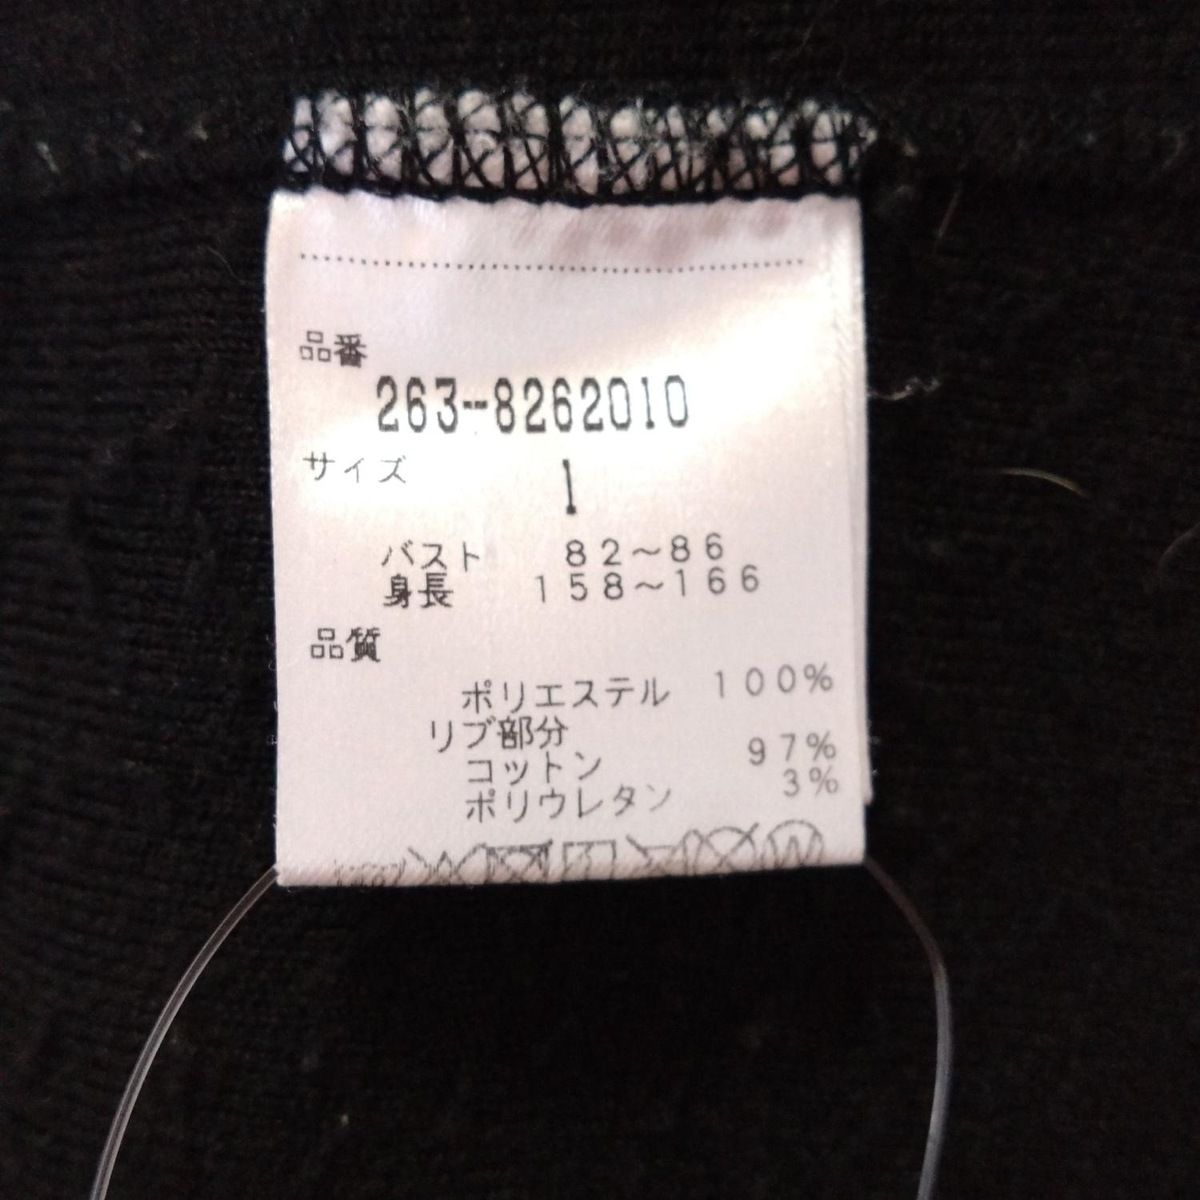 品番
263-8262010
サイズ 1
バスト 82～86
身長 158～166
品質
ポリエステル 100%
リブ部分
コットン 97%
ポリウレタン 3%